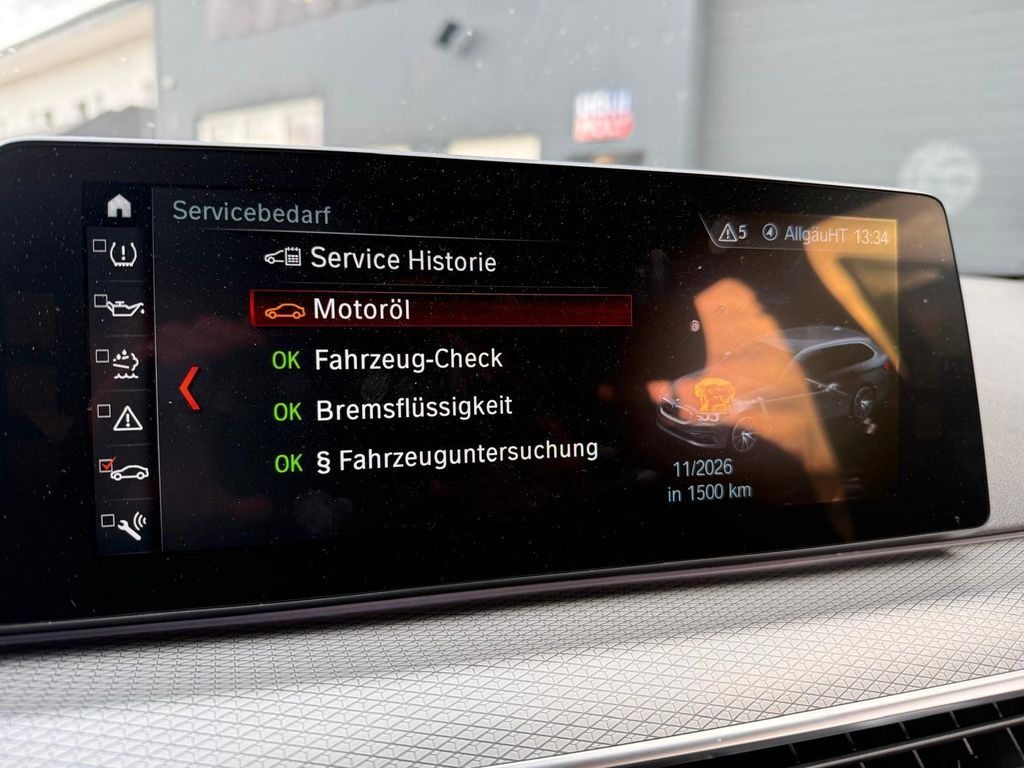 Servicebedarf
5 AllgäuHT 13:34
Service Historie
Motoröl
OK Fahrzeug-Check
OK Bremsflüssigkeit
OK § Fahrzeuguntersuchung
11/2026
in 1500 km